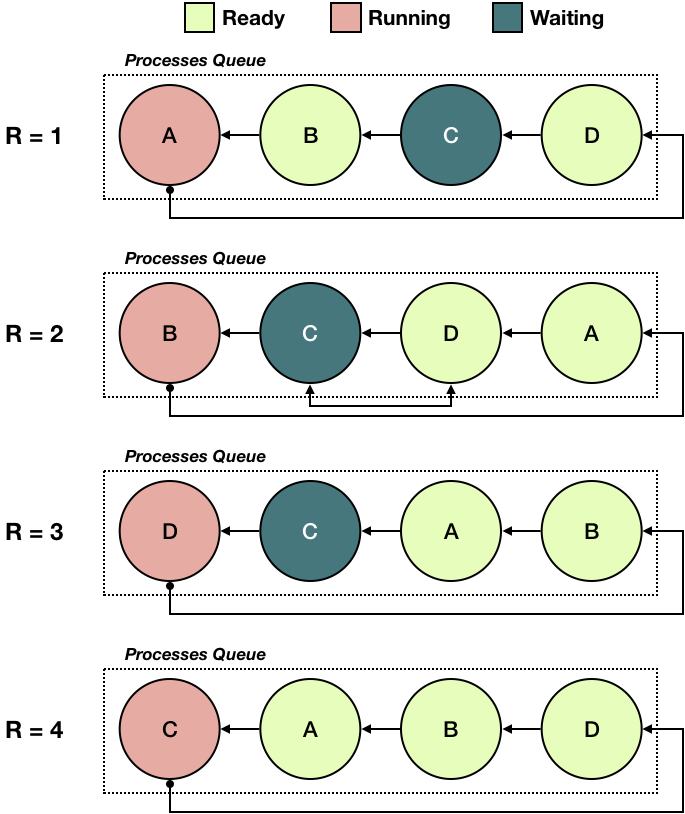 Ready Running Waiting
Processes Queue
R = 1 A B C D
Processes Queue
R = 2 B C D A
Processes Queue
R = 3 D C A B
Processes Queue
R = 4 C A B D